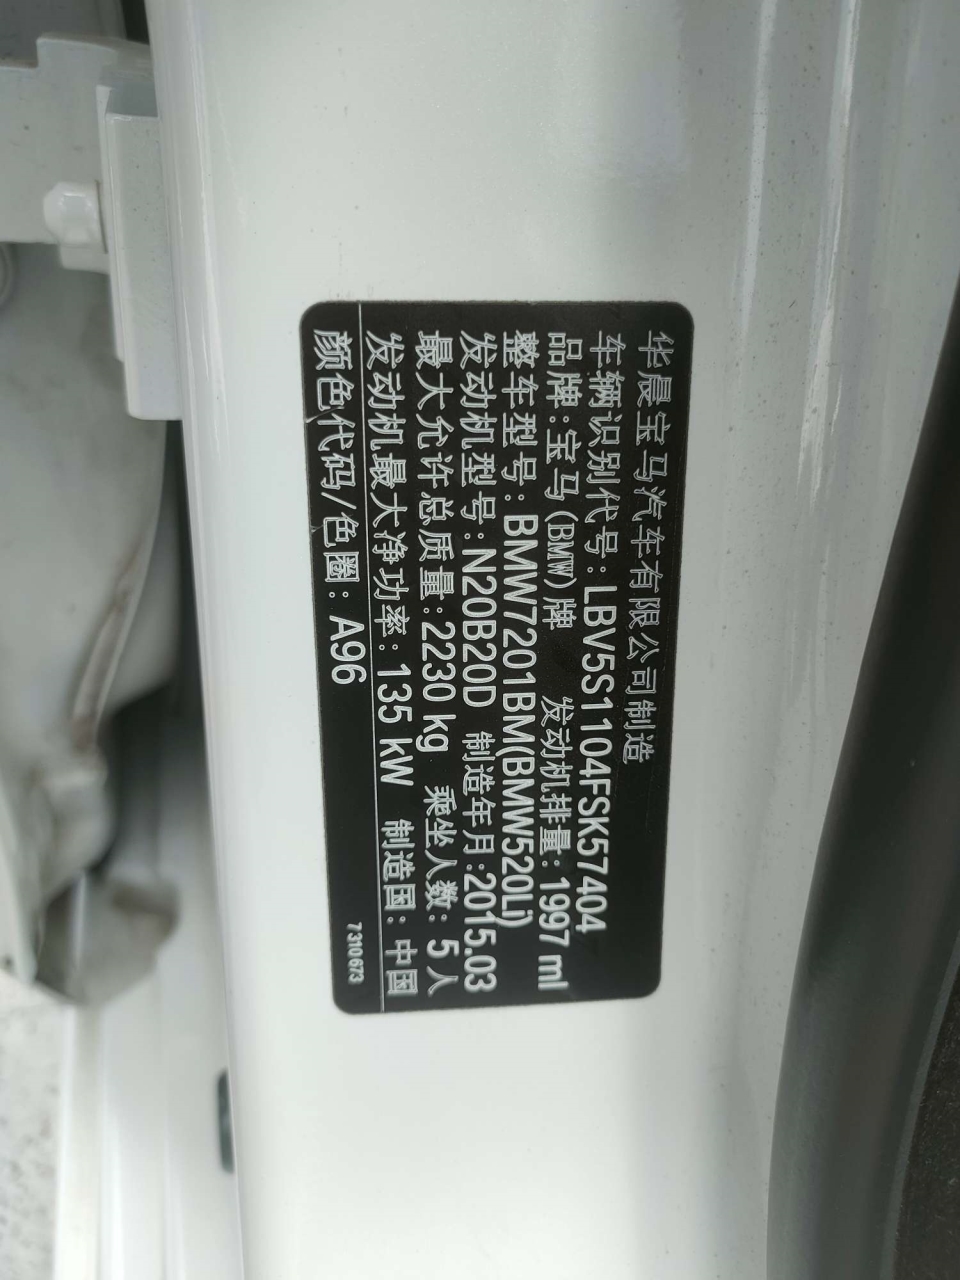 华晨宝马汽车有限公司制造
车辆识别代号: LBV5S1104FSK57404
品牌: 宝马(BMW)牌 发动机排量: 1997 ml
整车型号: BMW7201BM(BMW520Li)
发动机型号: N20B20D 制造年月: 2015.03
最大允许总质量: 2230 kg 乘坐人数: 5 人
发动机最大净功率: 135 kW 制造国: 中国
颜色代码/色圈: A96 7 310 673